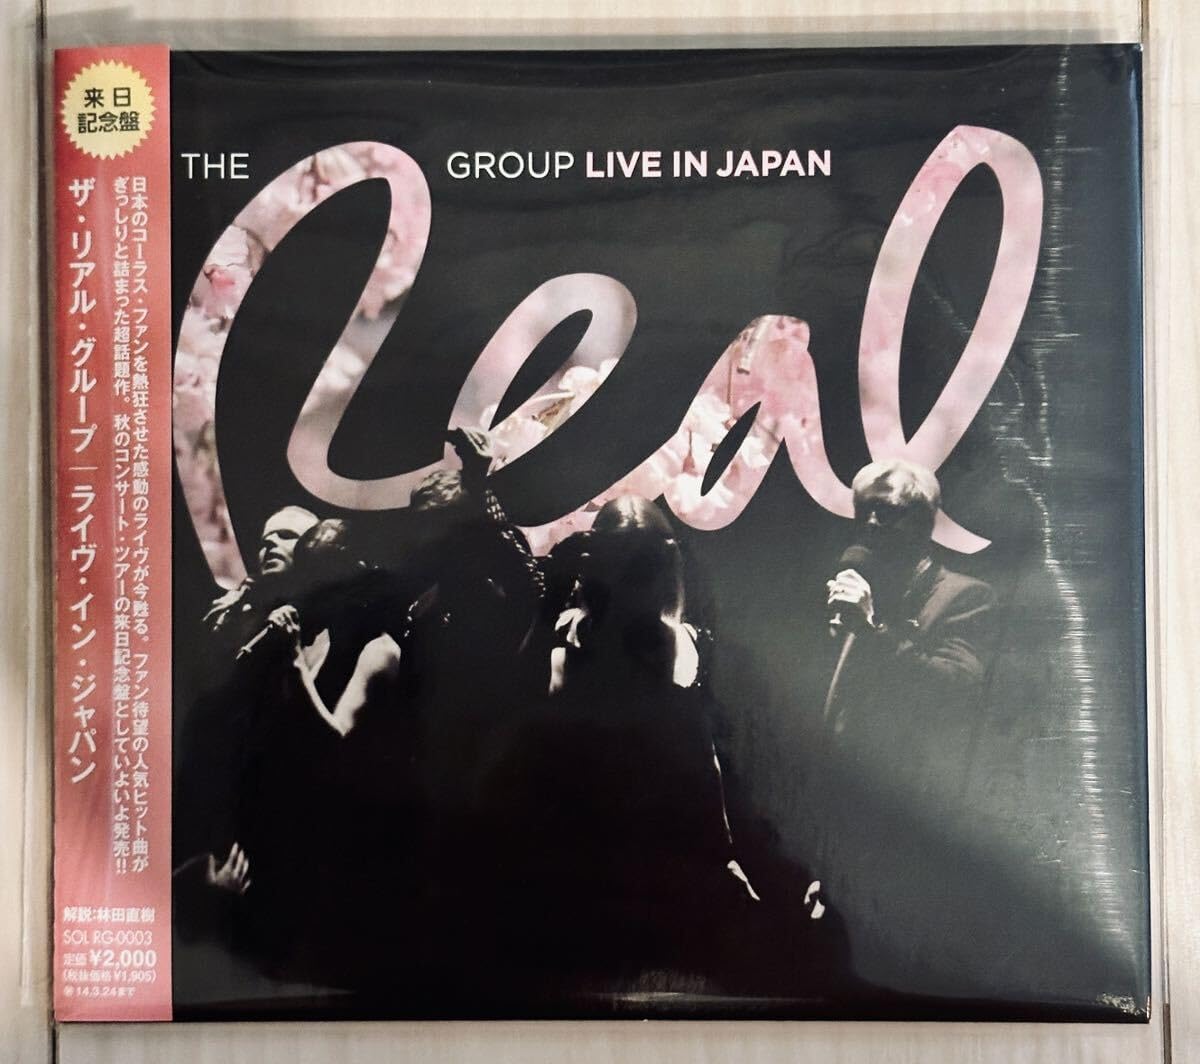 来日
記念盤
日本のコーラス・ファンを熱狂させた感動のライヴが今甦る。ファン待望の人気ヒット曲が
ぎっしりと詰まった超話題作。秋のコンサート・ツアーの来日記念盤としていよいよ発売!!
ザ・リアル・グループ|ライヴ・イン・ジャパン
解説:林田直樹
SOL RG-0003
定価¥2,000
(税抜価格¥1,905)
14.3.24まで
THE Real GROUP LIVE IN JAPAN